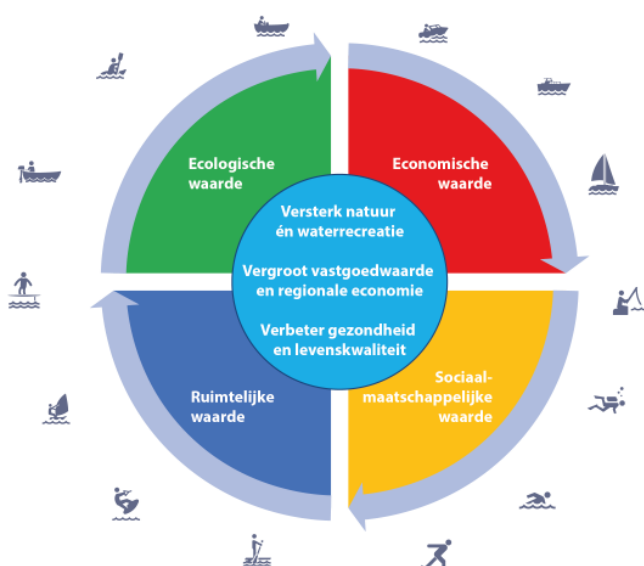 Ecologische
waarde
Economische
waarde
Versterk natuur
én waterrecreatie
Vergroot vastgoedwaarde
en regionale economie
Verbeter gezondheid
en levenskwaliteit
Ruimtelijke
waarde
Sociaal-
maatschappelijke
waarde